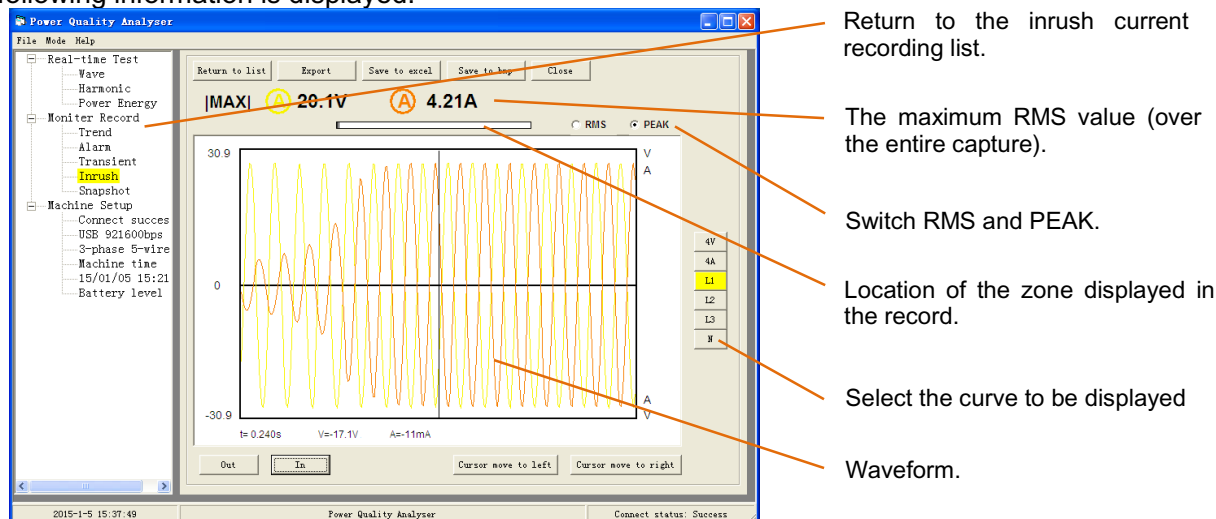 following information is displayed:
Power Quality Analyser
File Mode Help
Real-time Test
Wave
Harmonic
Power Energy
Moniter Record
Trend
Alarm
Transient
Inrush
Snapshot
Machine Setup
Connect succes
USB 921600bps
3-phase 5-wire
Machine time
15/01/05 15:21
Battery level
Return to list Export Save to excel Save to bmp Close
|MAX| A 20.1V A 4.21A
RMS PEAK
30.9 V
A
0
-30.9 A
V
t= 0.240s V=-17.1V A=-11mA
4V
4A
L1
L2
L3
N
Out In Cursor move to left Cursor move to right
2015-1-5 15:37:49 Power Quality Analyser Connect status: Success
Return to the inrush current
recording list.
The maximum RMS value (over
the entire capture).
Switch RMS and PEAK.
Location of the zone displayed in
the record.
Select the curve to be displayed
Waveform.